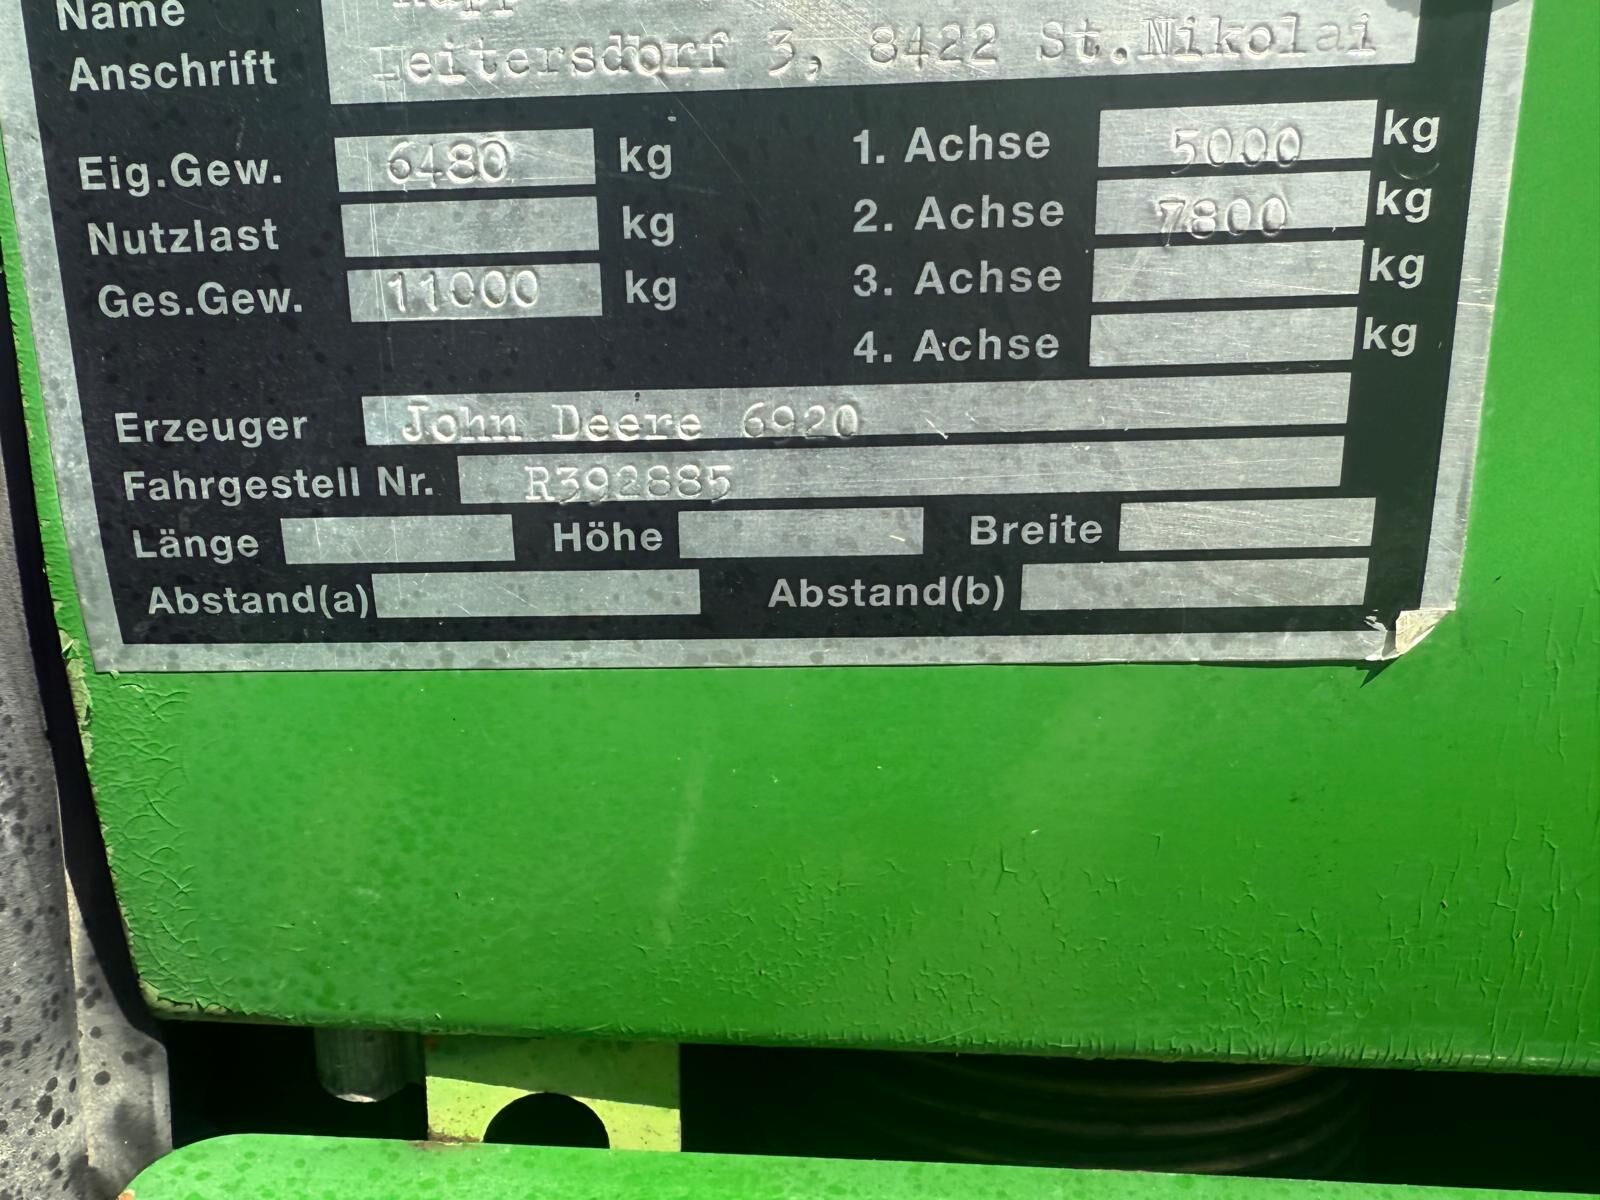 Name
Anschrift Leitersdorf 3, 8422 St.Nikolai
Eig.Gew. 6480 kg 1. Achse 5000 kg
Nutzlast kg 2. Achse 7800 kg
Ges.Gew. 11000 kg 3. Achse kg
4. Achse kg
Erzeuger John Deere 6920
Fahrgestell Nr. R392885
Länge Höhe Breite
Abstand(a) Abstand(b)